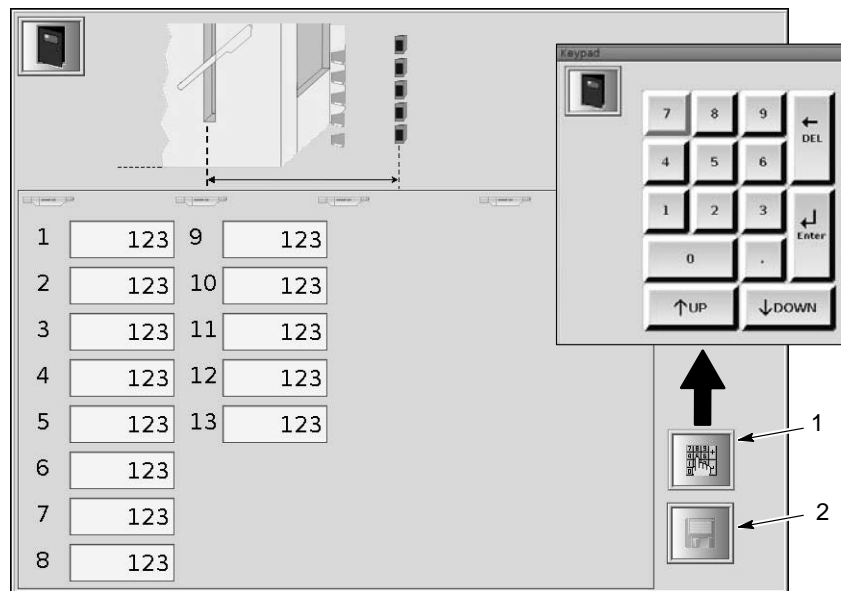 Keypad
7 8 9 ← DEL
4 5 6
1 2 3 ↵ Enter
0 .
↑UP ↓DOWN
1 123 9 123
2 123 10 123
3 123 11 123
4 123 12 123
5 123 13 123
6 123
7 123
8 123
1
2